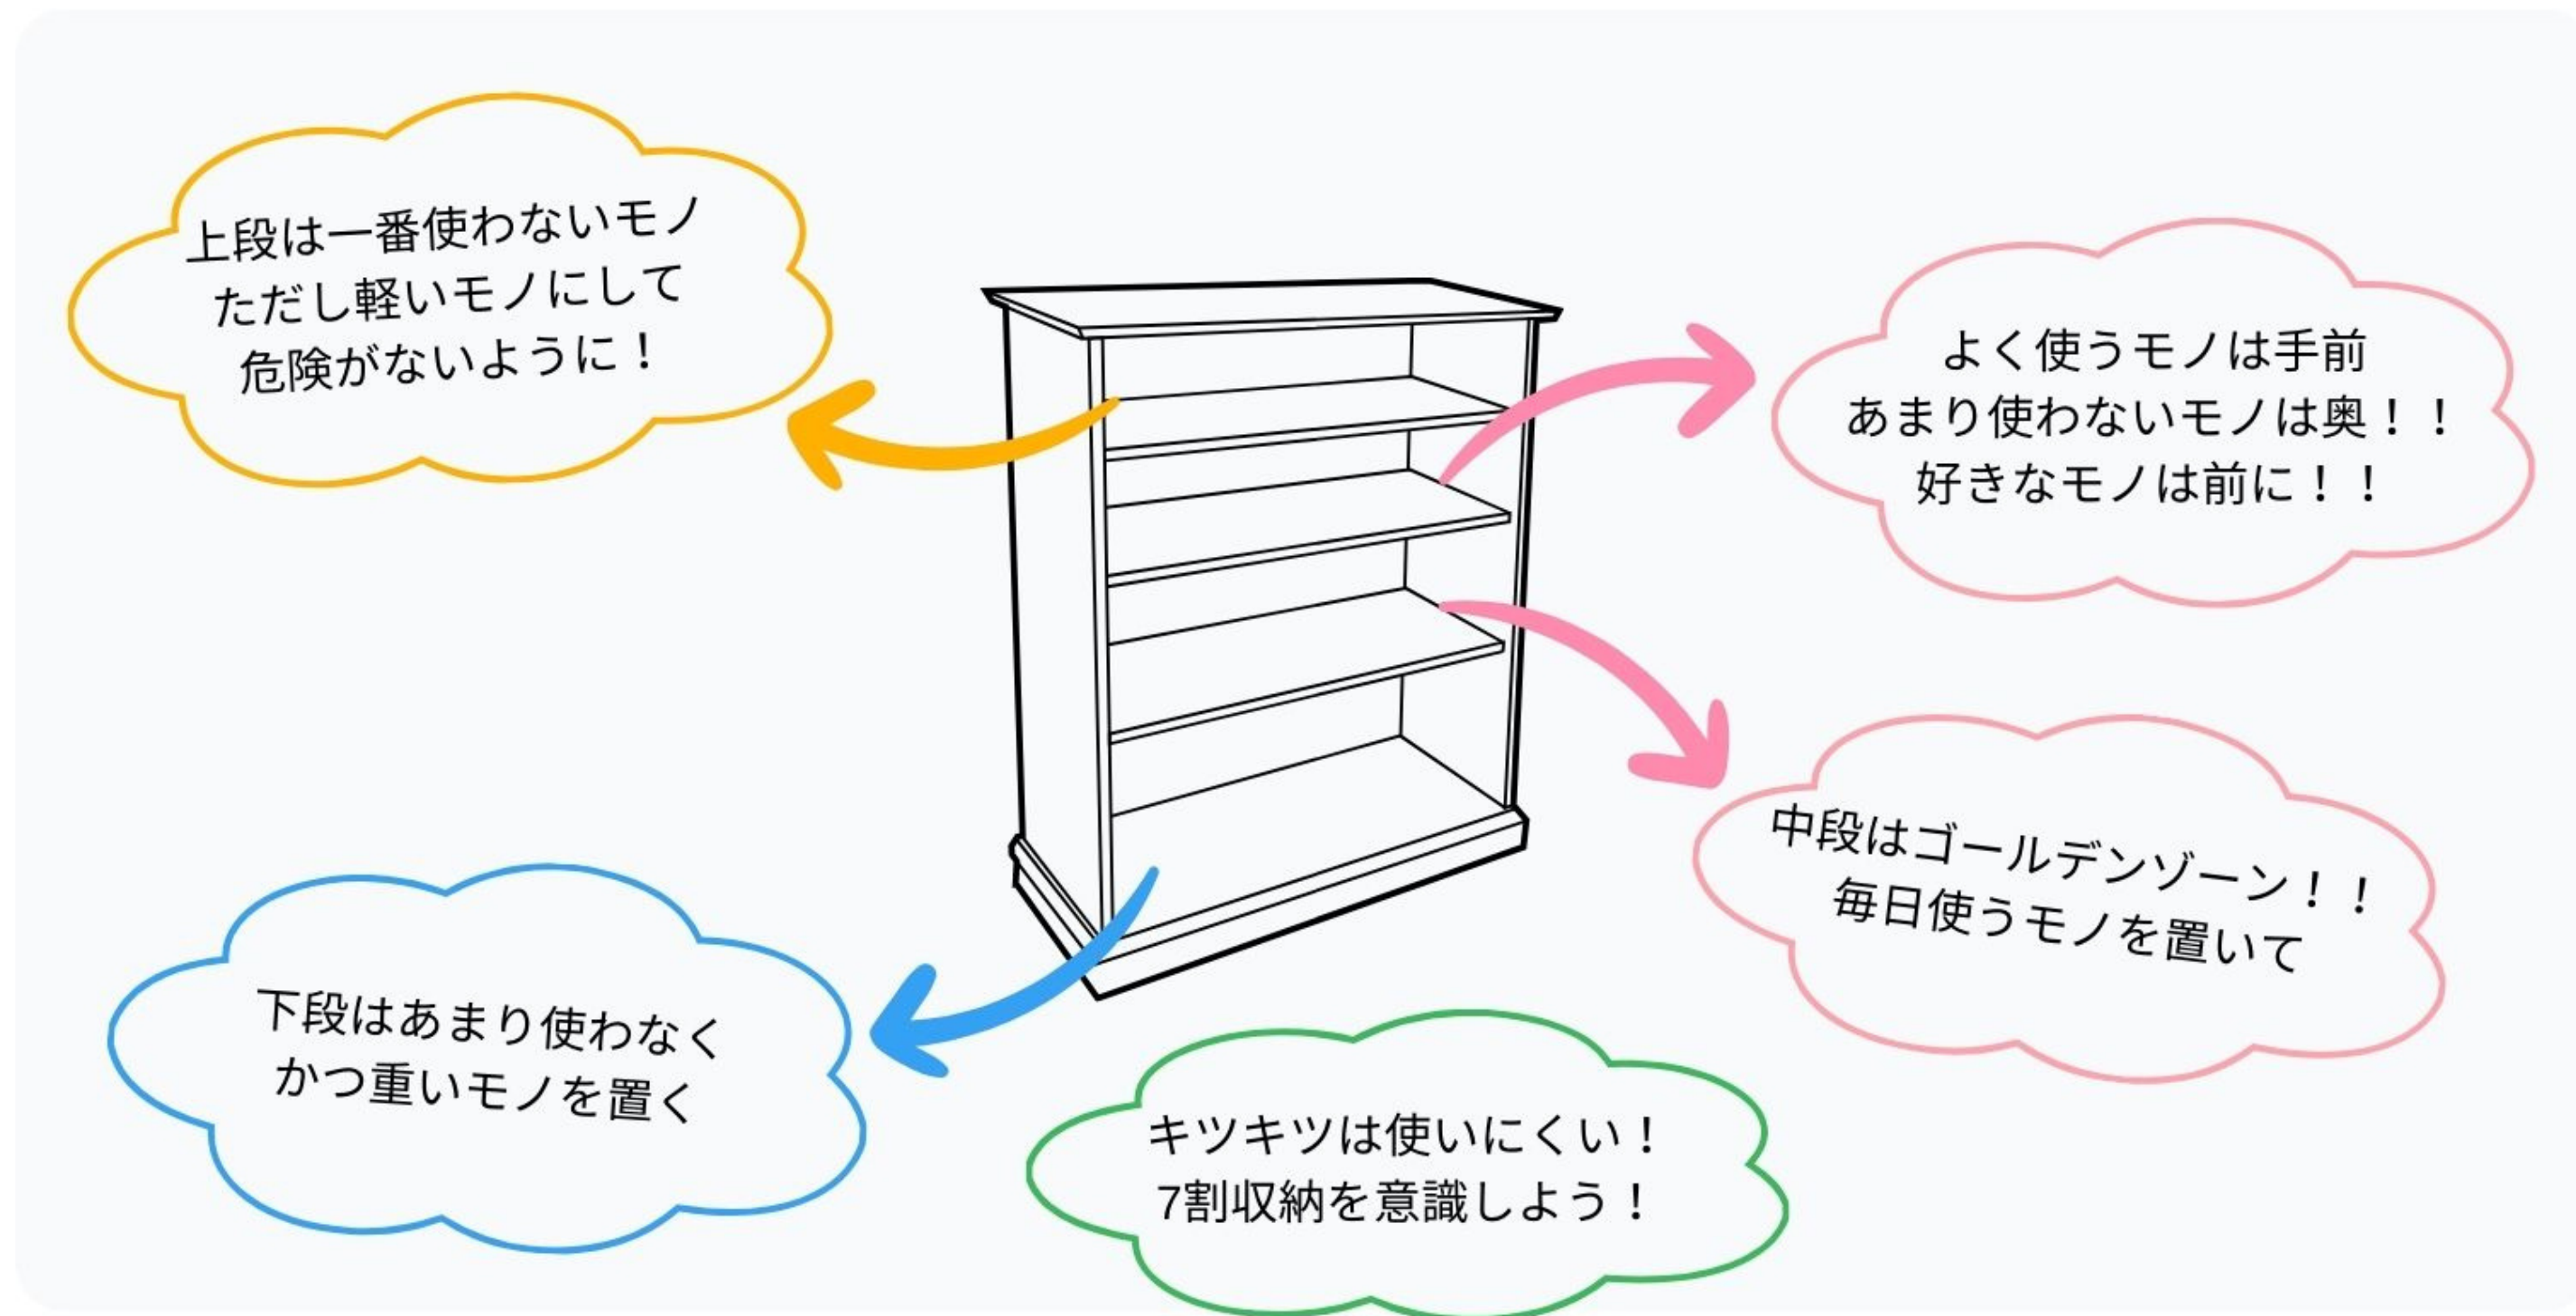 上段は一番使わないモノ
ただし軽いモノにして
危険がないように！
よく使うモノは手前
あまり使わないモノは奥！！
好きなモノは前に！！
中段はゴールデンゾーン！！
毎日使うモノを置いて
下段はあまり使わなく
かつ重いモノを置く
キツキツは使いにくい！
7割収納を意識しよう！